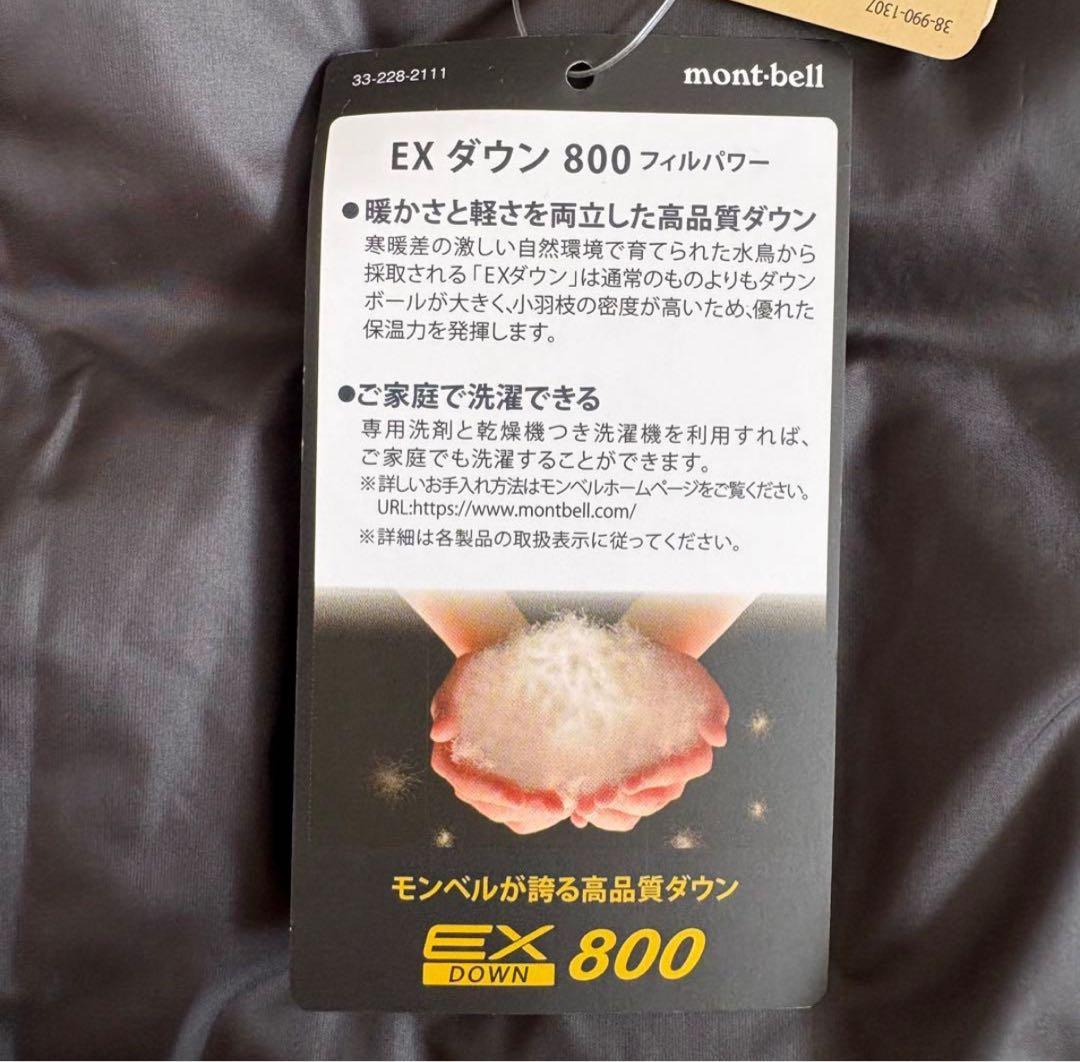 38-990-1307
33-228-2111
mont·bell
EX ダウン 800 フィルパワー
●暖かさと軽さを両立した高品質ダウン
寒暖差の激しい自然環境で育てられた水鳥から
採取される「EXダウン」は通常のものよりもダウン
ボールが大きく、小羽枝の密度が高いため、優れた
保温力を発揮します。
●ご家庭で洗濯できる
専用洗剤と乾燥機つき洗濯機を利用すれば、
ご家庭でも洗濯することができます。
※詳しいお手入れ方法はモンベルホームページをご覧ください。
URL:https://www.montbell.com/
※詳細は各製品の取扱表示に従ってください。
モンベルが誇る高品質ダウン
EX 800
DOWN